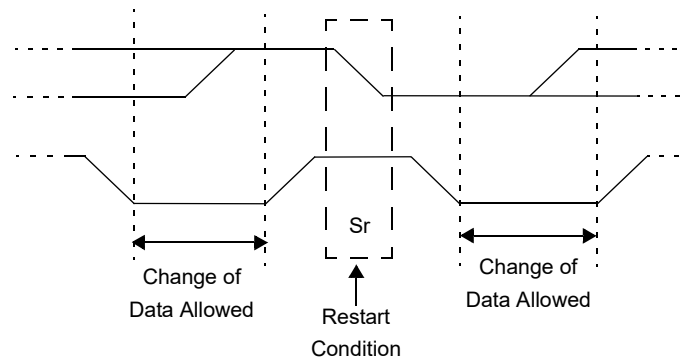 Sr
Change of
Data Allowed
Restart
Condition
Change of
Data Allowed